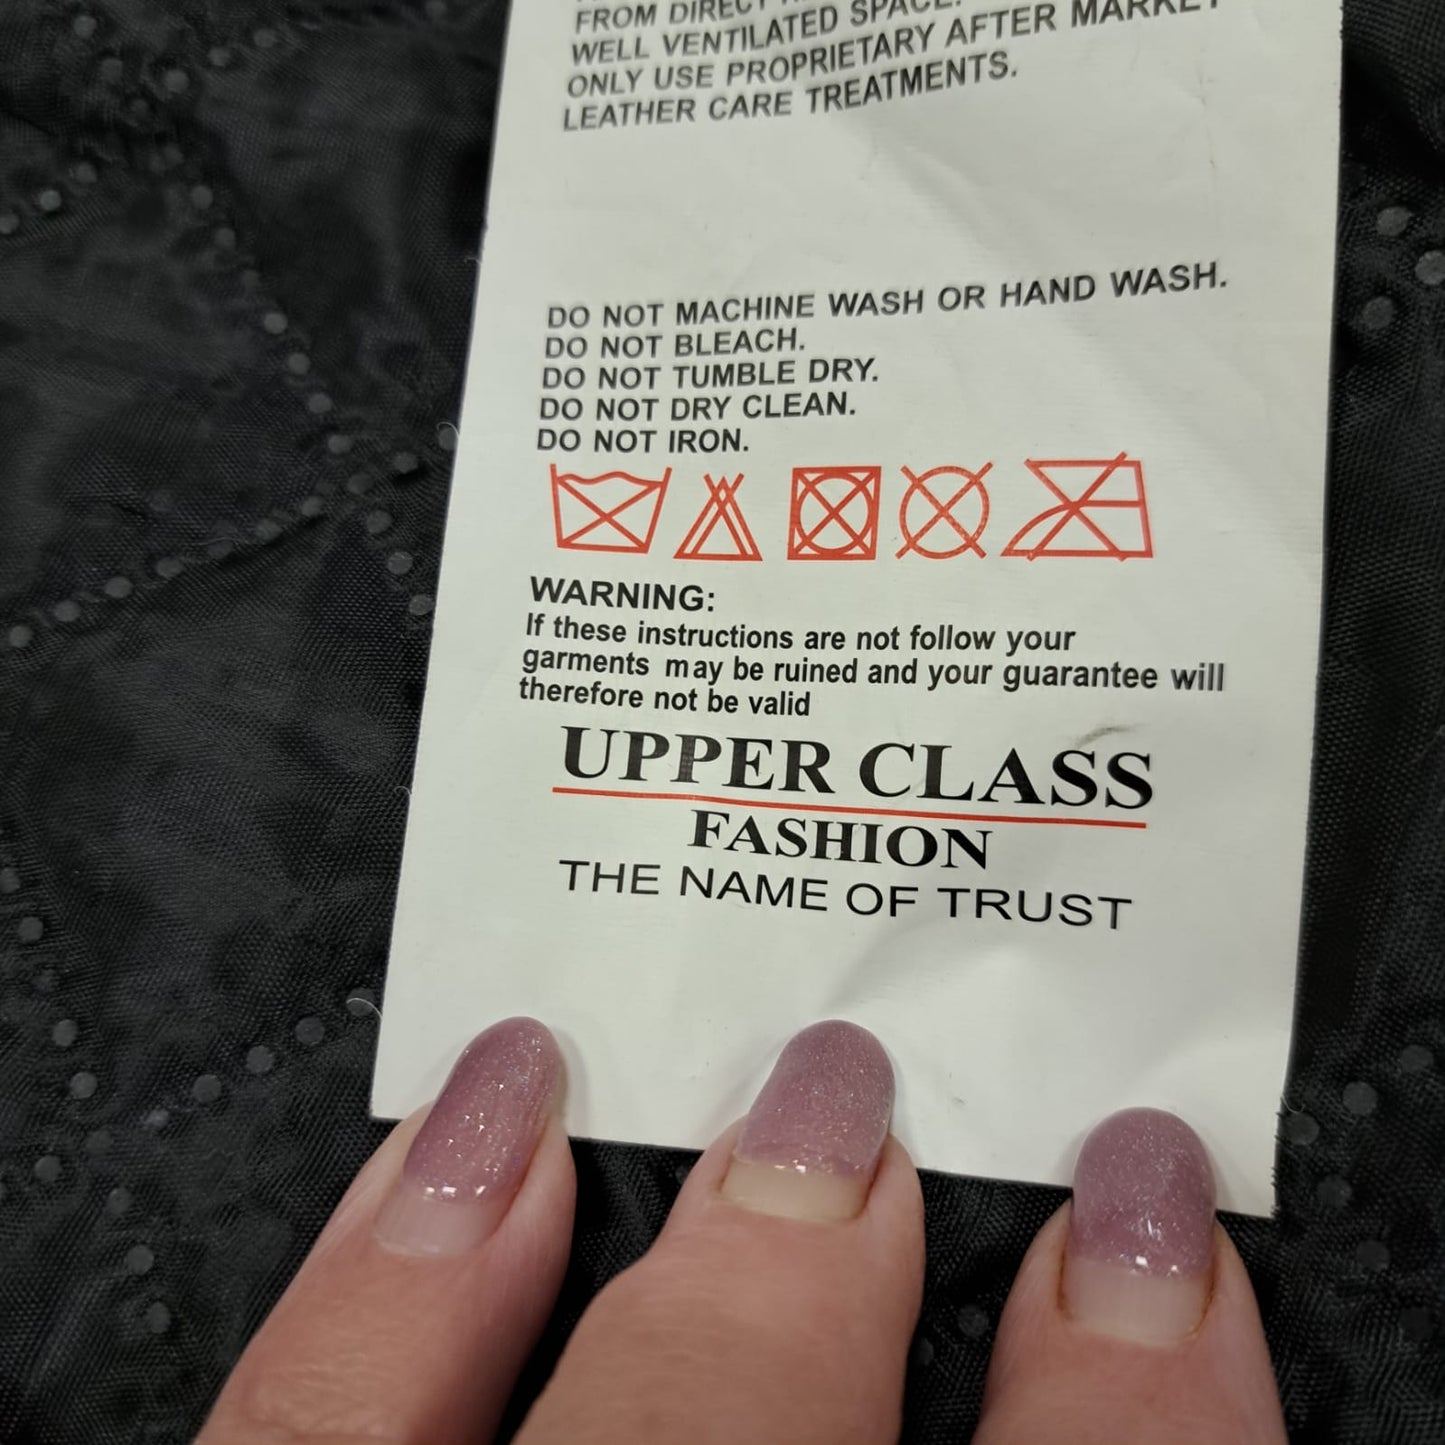 FROM DIRECT
WELL VENTILATED SPACE.
ONLY USE PROPRIETARY AFTER MARKET
LEATHER CARE TREATMENTS.
DO NOT MACHINE WASH OR HAND WASH.
DO NOT BLEACH.
DO NOT TUMBLE DRY.
DO NOT DRY CLEAN.
DO NOT IRON.
WARNING:
If these instructions are not follow your
garments may be ruined and your guarantee will
therefore not be valid
UPPER CLASS
FASHION
THE NAME OF TRUST